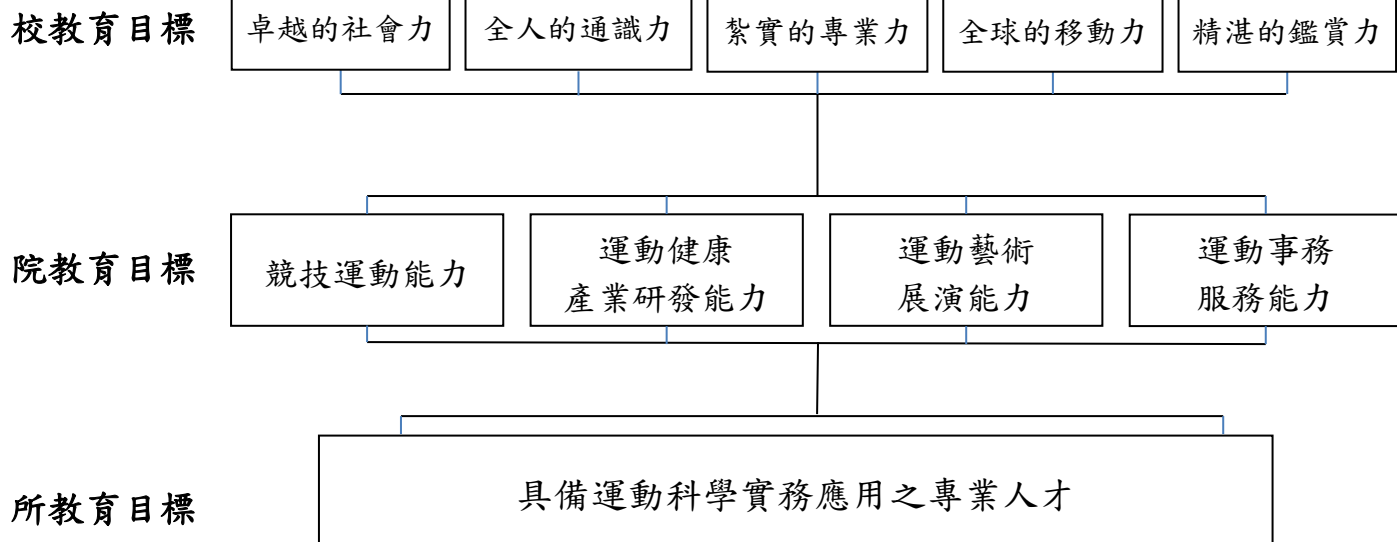 校教育目標
卓越的社會力
全人的通識力
紮實的專業力
全球的移動力
精湛的鑑賞力
院教育目標
競技運動能力
運動健康
產業研發能力
運動藝術
展演能力
運動事務
服務能力
所教育目標
具備運動科學實務應用之專業人才